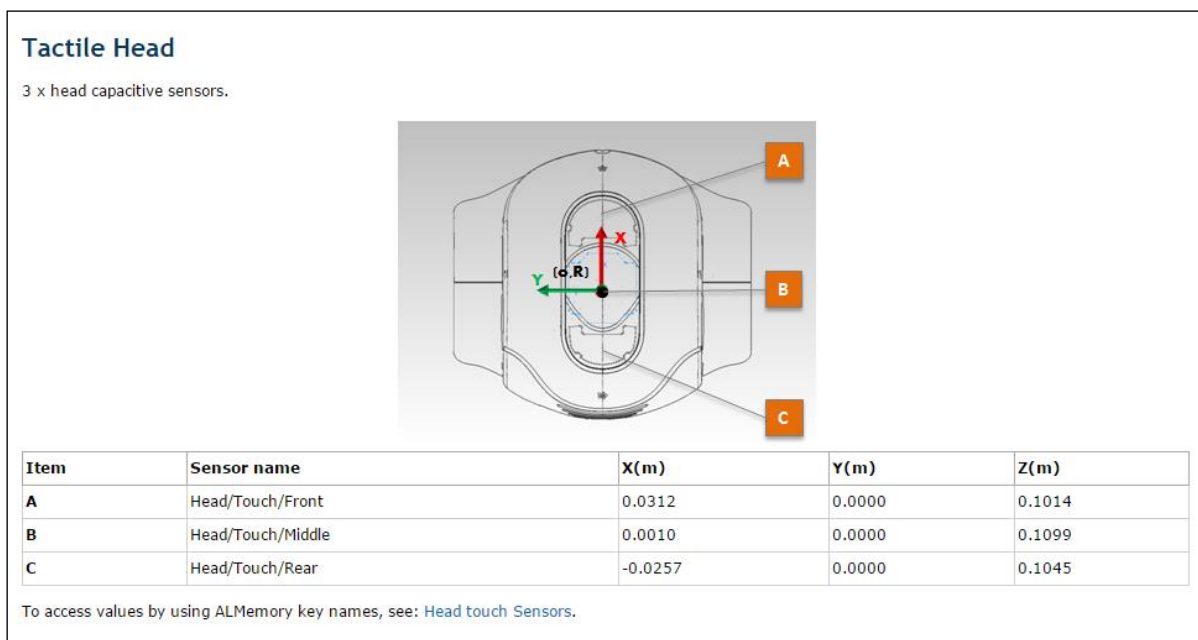 Tactile Head
3 x head capacitive sensors.
A
X
(o,R)
Y
B
C
Item Sensor name X(m) Y(m) Z(m)
A Head/Touch/Front 0.0312 0.0000 0.1014
B Head/Touch/Middle 0.0010 0.0000 0.1099
C Head/Touch/Rear -0.0257 0.0000 0.1045
To access values by using ALMemory key names, see: Head touch Sensors.